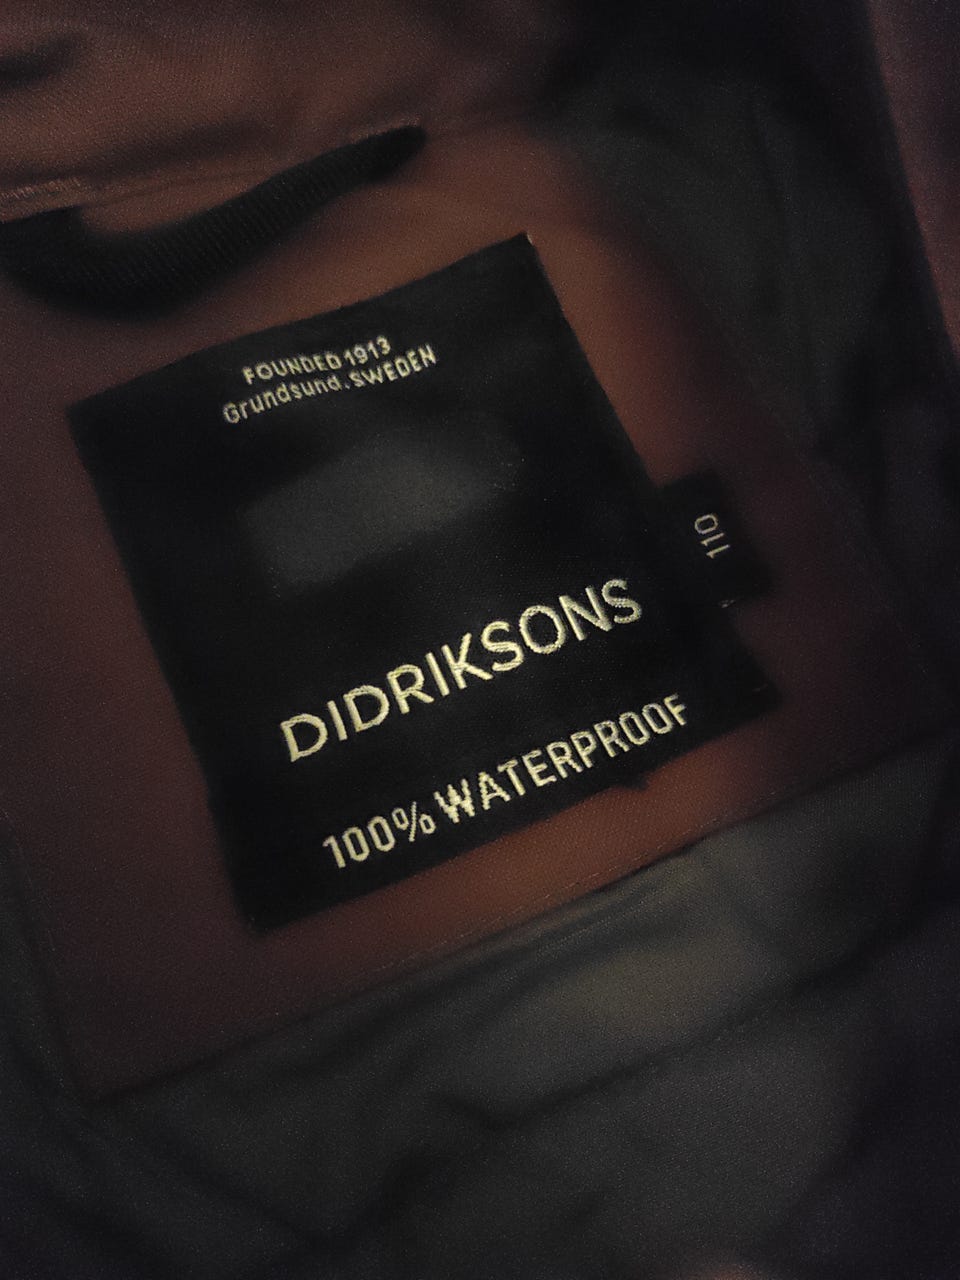 FOUNDED 1913
Grundsund. SWEDEN
DIDRIKSONS
100% WATERPROOF
110